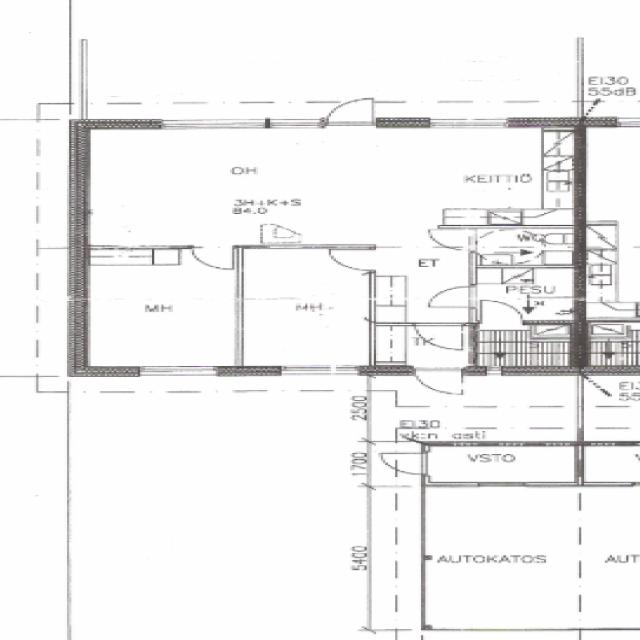 EI30
55dB
OH
KEITTIÖ
3H+K+S
84.0
WC
ET
PESU
MH
MH
TK
EI3
55
2500
EI30
vk:n osti
VSTO
V
1700
5400
AUTOKATOS
AUT